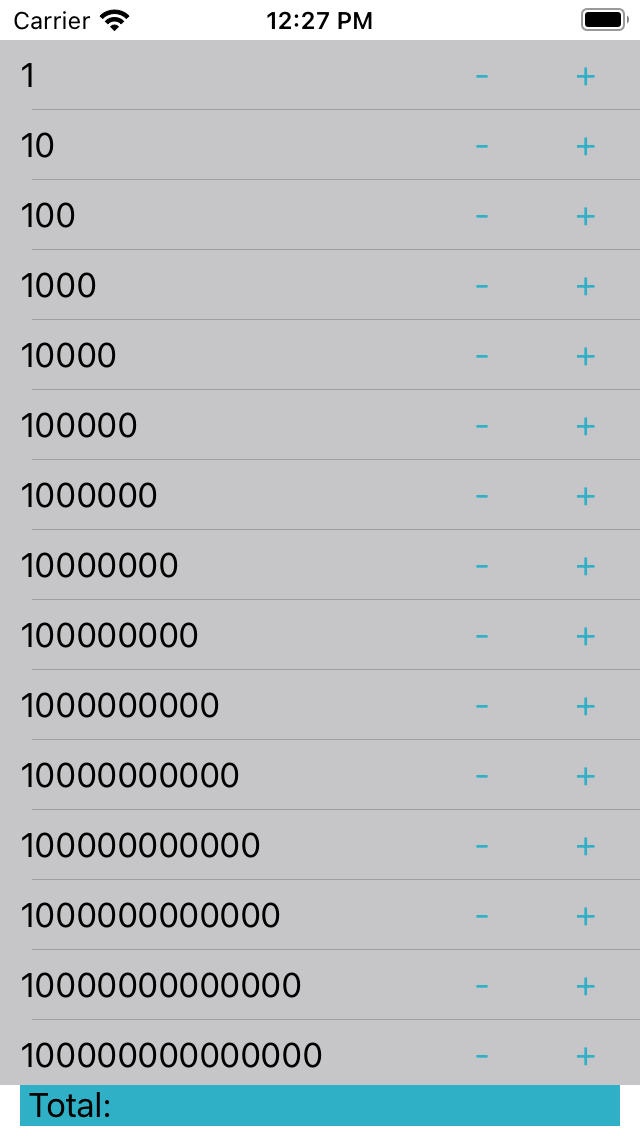 Carrier 12:27 PM
1 - +
10 - +
100 - +
1000 - +
10000 - +
100000 - +
1000000 - +
10000000 - +
100000000 - +
1000000000 - +
10000000000 - +
100000000000 - +
1000000000000 - +
10000000000000 - +
100000000000000 - +
Total: